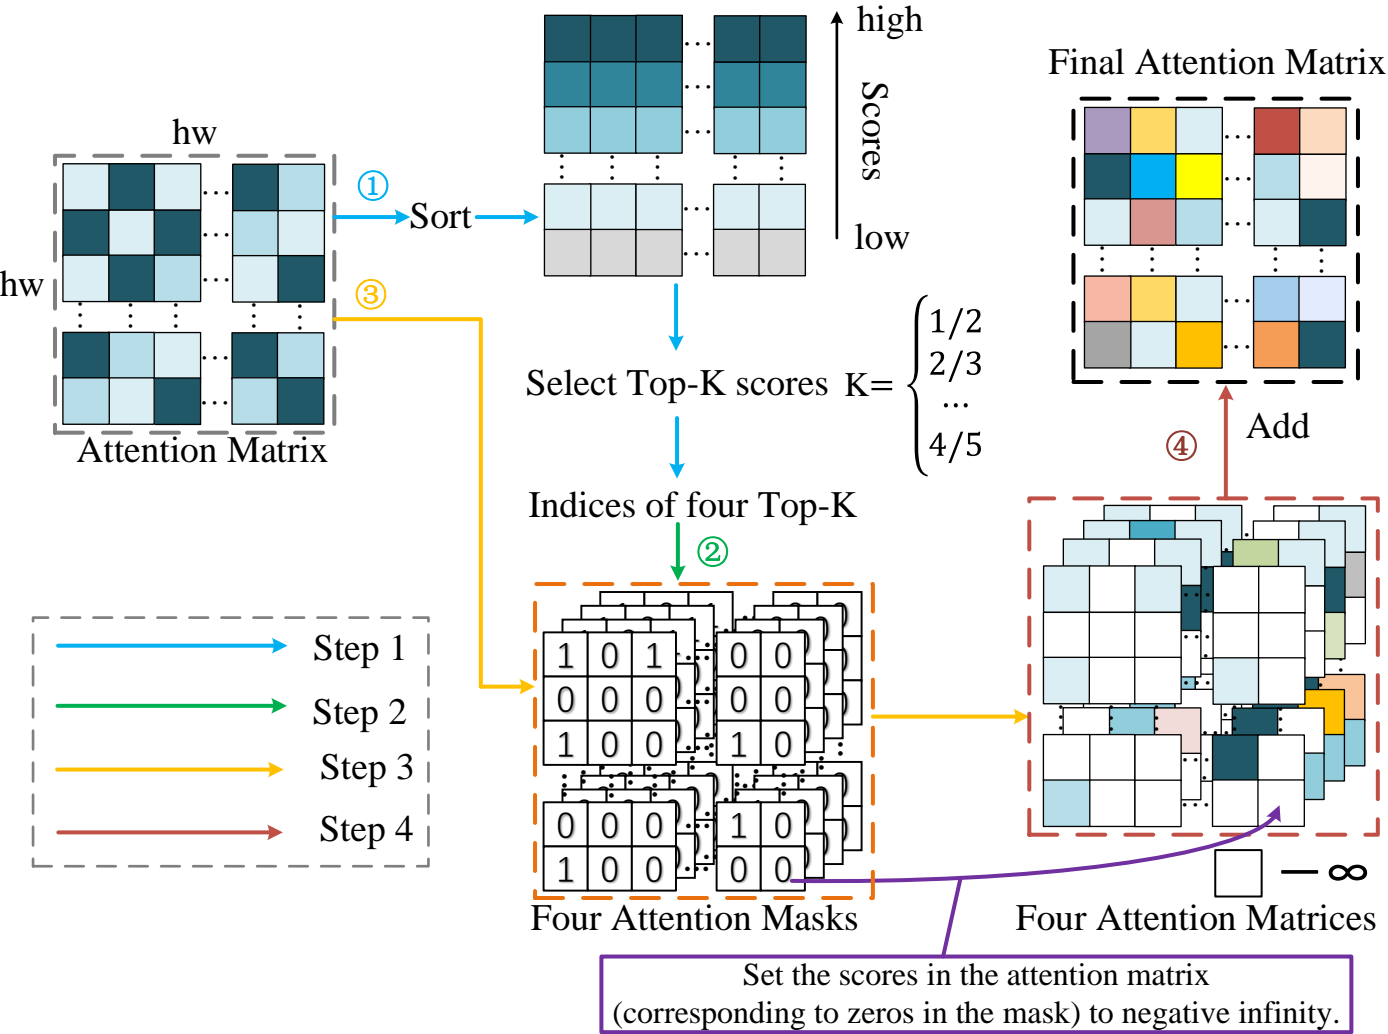 high
Scores
low
Final Attention Matrix
hw
hw
①
Sort
③
Attention Matrix
Select Top-K scores K=
1/2
2/3
...
4/5
④
Add
Indices of four Top-K
②
Step 1
Step 2
Step 3
Step 4
1 0 1 0 0
0 0 0 0 0
1 0 0 1 0
0 0 0 1 0
1 0 0 0 0
Four Attention Masks
— ∞
Four Attention Matrices
Set the scores in the attention matrix
(corresponding to zeros in the mask) to negative infinity.